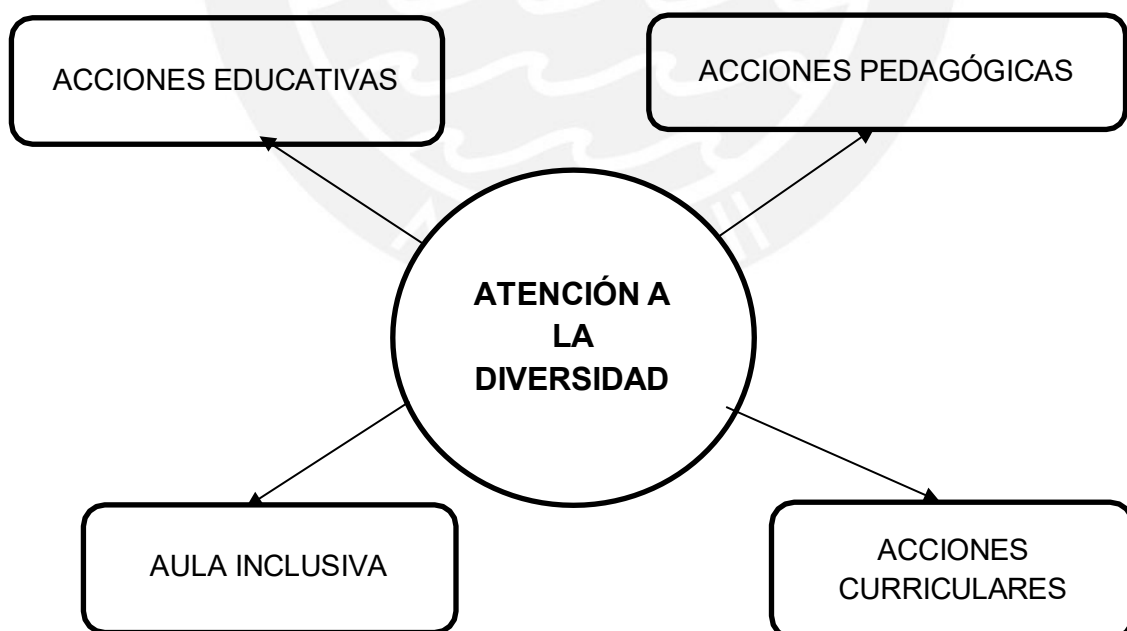 ACCIONES EDUCATIVAS
ACCIONES PEDAGÓGICAS
ATENCIÓN A
LA
DIVERSIDAD
AULA INCLUSIVA
ACCIONES
CURRICULARES